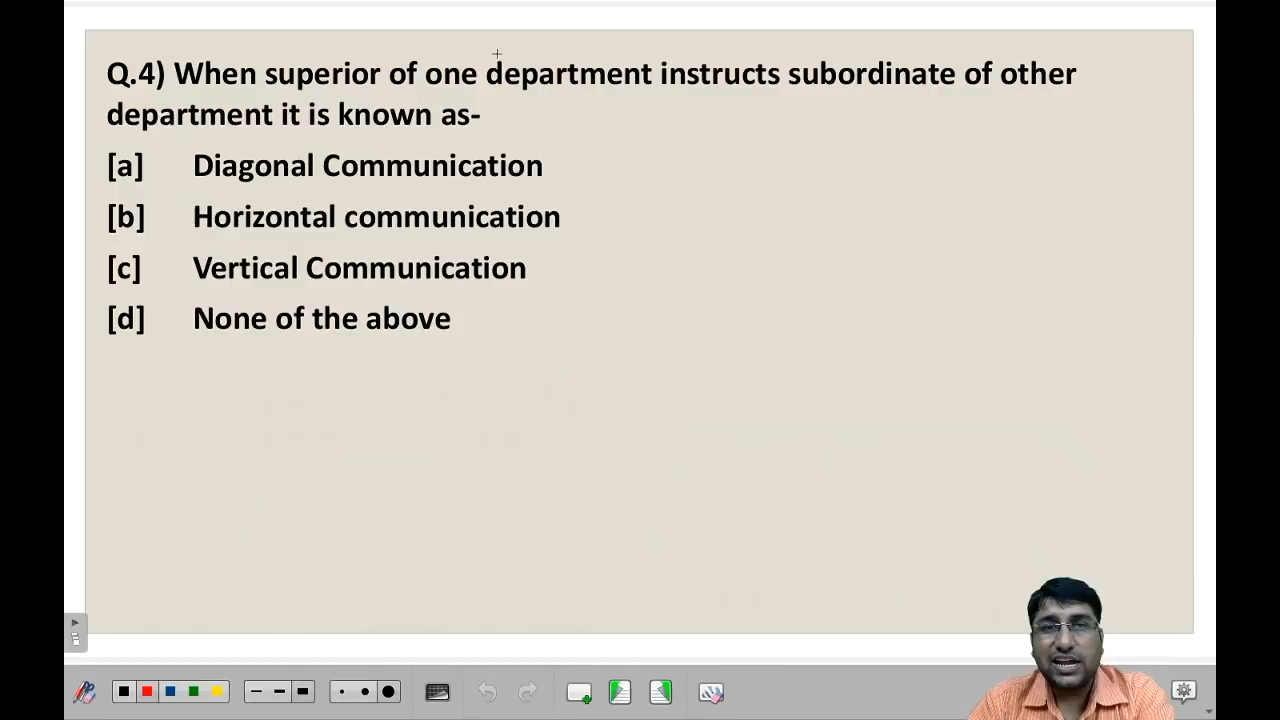 Q.4) When superior of one department instructs subordinate of other
department it is known as-
[a] Diagonal Communication
[b] Horizontal communication
[c] Vertical Communication
[d] None of the above